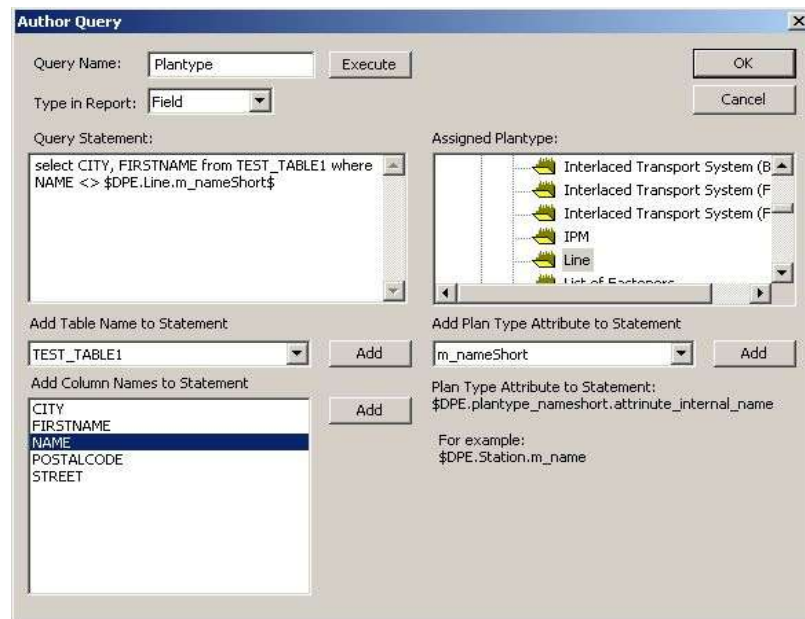 Author Query
Query Name: Plantype Execute OK
Type in Report: Field Cancel
Query Statement:
select CITY, FIRSTNAME from TEST_TABLE1 where
NAME <> $DPE.Line.m_nameShort$
Assigned Plantype:
Interlaced Transport System (B
Interlaced Transport System (F
Interlaced Transport System (F
IPM
Line
List of Fasteners
Add Table Name to Statement
TEST_TABLE1 Add
Add Plan Type Attribute to Statement
m_nameShort Add
Add Column Names to Statement
CITY
FIRSTNAME
NAME
POSTALCODE
STREET
Add
Plan Type Attribute to Statement:
$DPE.plantype_nameshort.attrinute_internal_name
For example:
$DPE.Station.m_name